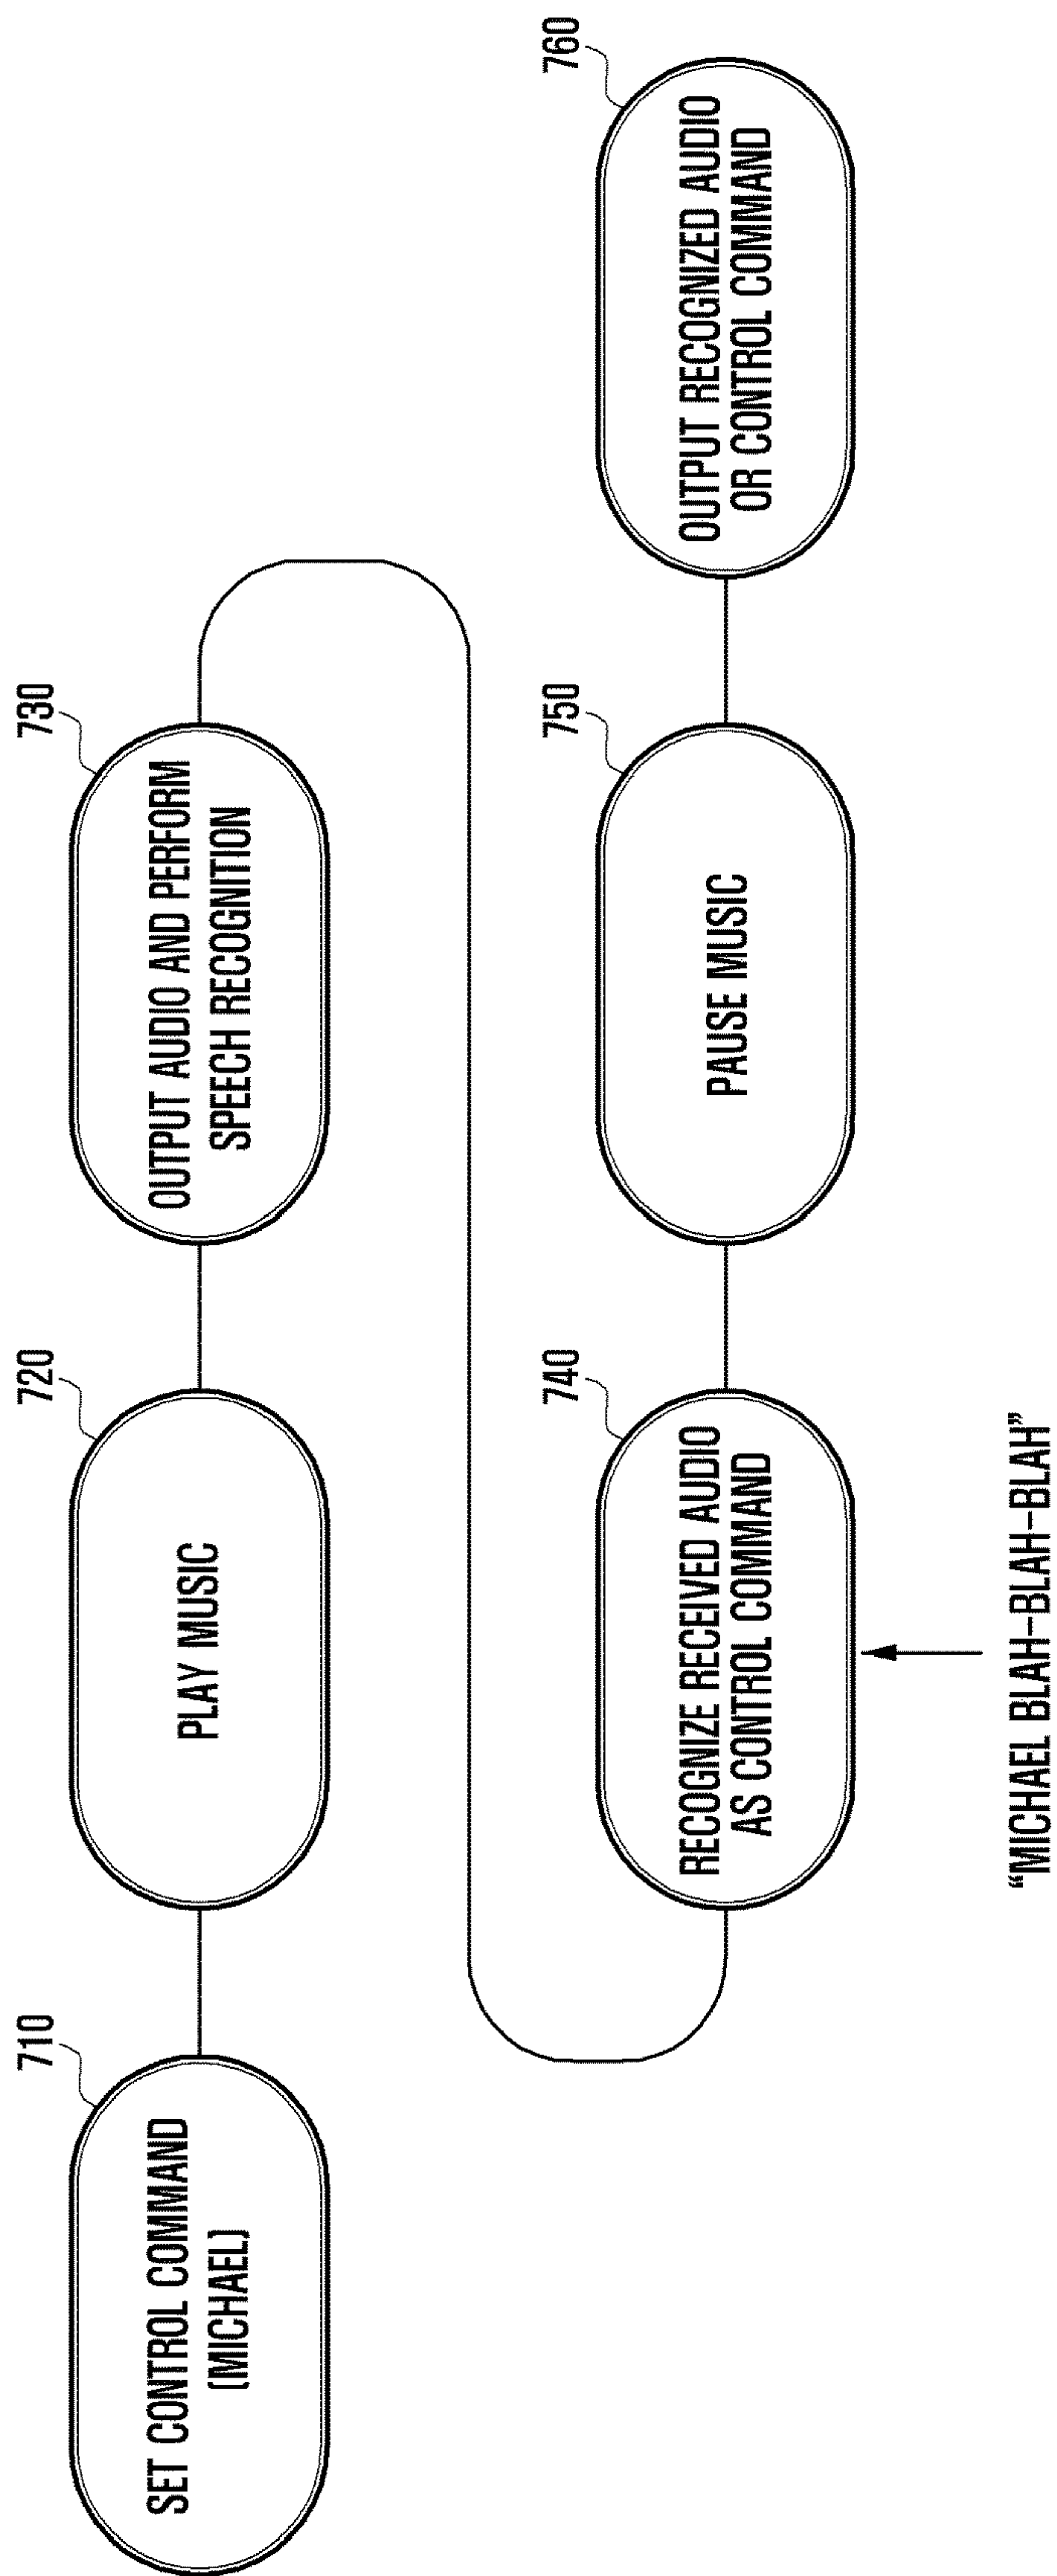 710
SET CONTROL COMMAND
(MICHAEL)
720
PLAY MUSIC
730
OUTPUT AUDIO AND PERFORM
SPEECH RECOGNITION
740
RECOGNIZE RECEIVED AUDIO
AS CONTROL COMMAND
"MICHAEL BLAH-BLAH-BLAH"
750
PAUSE MUSIC
760
OUTPUT RECOGNIZED AUDIO
OR CONTROL COMMAND